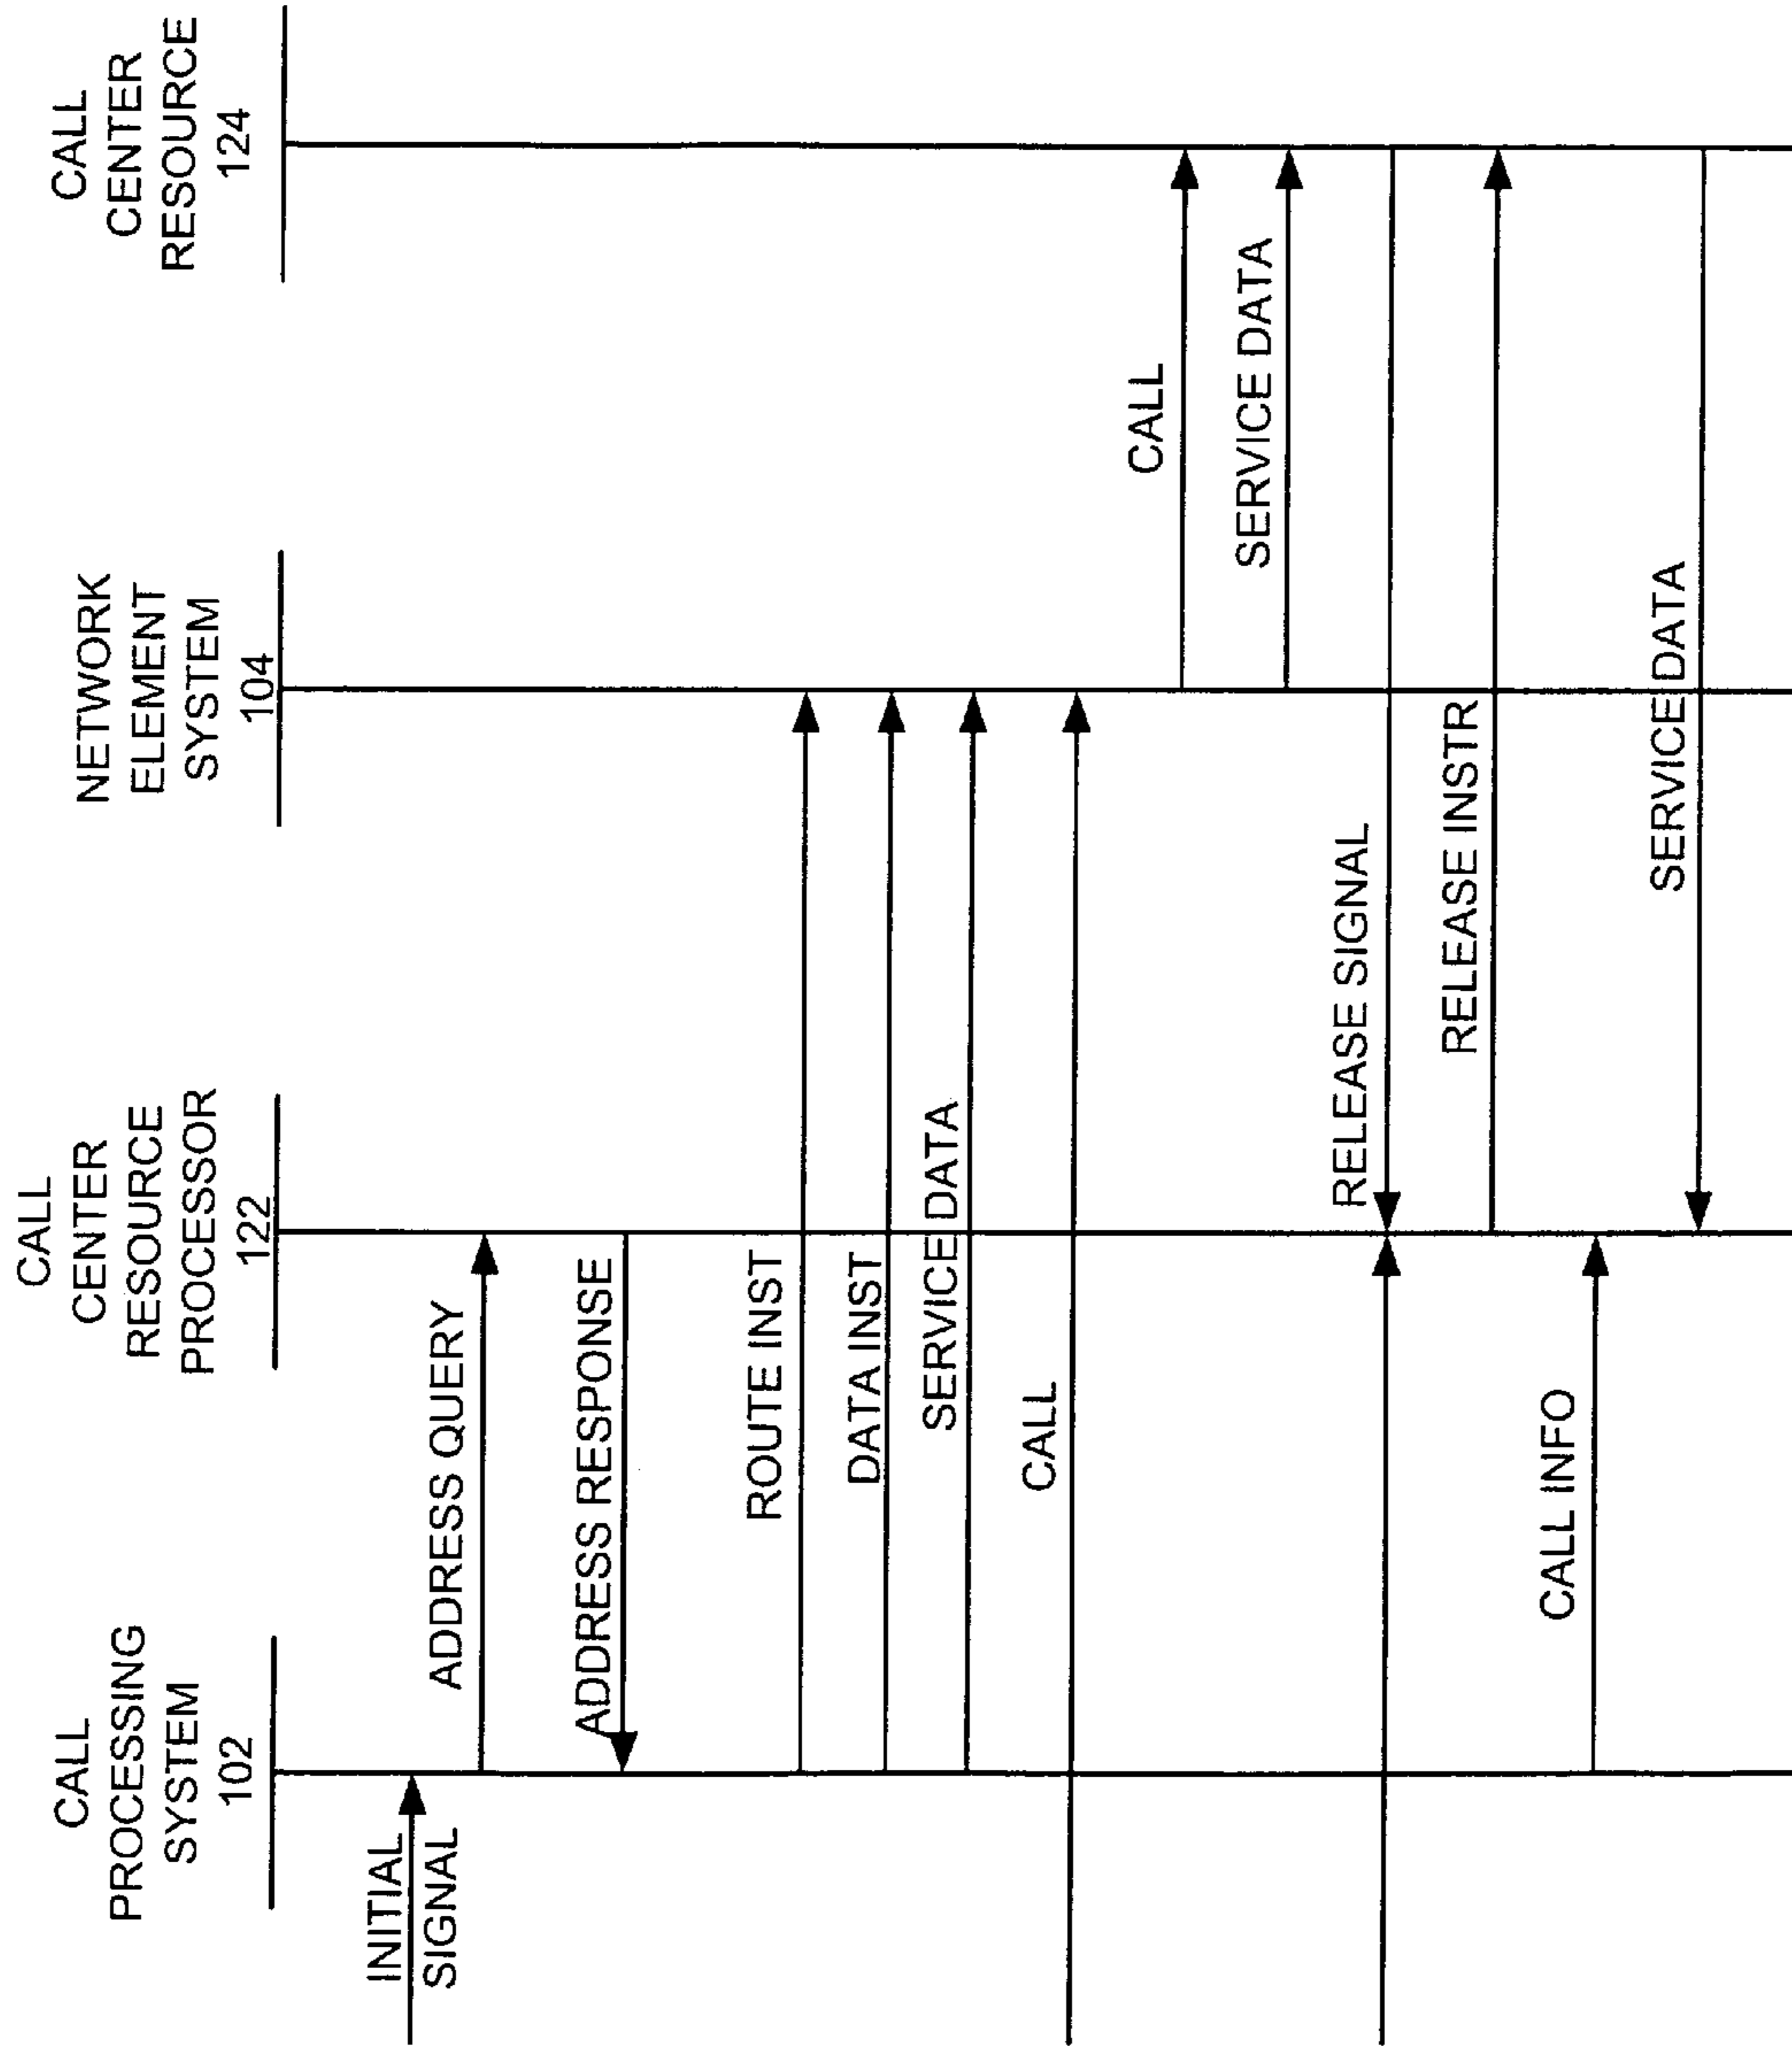 CALL
PROCESSING
SYSTEM
102
CALL
CENTER
RESOURCE
PROCESSOR
122
NETWORK
ELEMENT
SYSTEM
104
CALL
CENTER
RESOURCE
124
INITIAL
SIGNAL
ADDRESS QUERY
ADDRESS RESPONSE
ROUTE INST
DATA INST
SERVICE DATA
CALL
CALL
SERVICE DATA
RELEASE SIGNAL
RELEASE INSTR
CALL INFO
SERVICE DATA